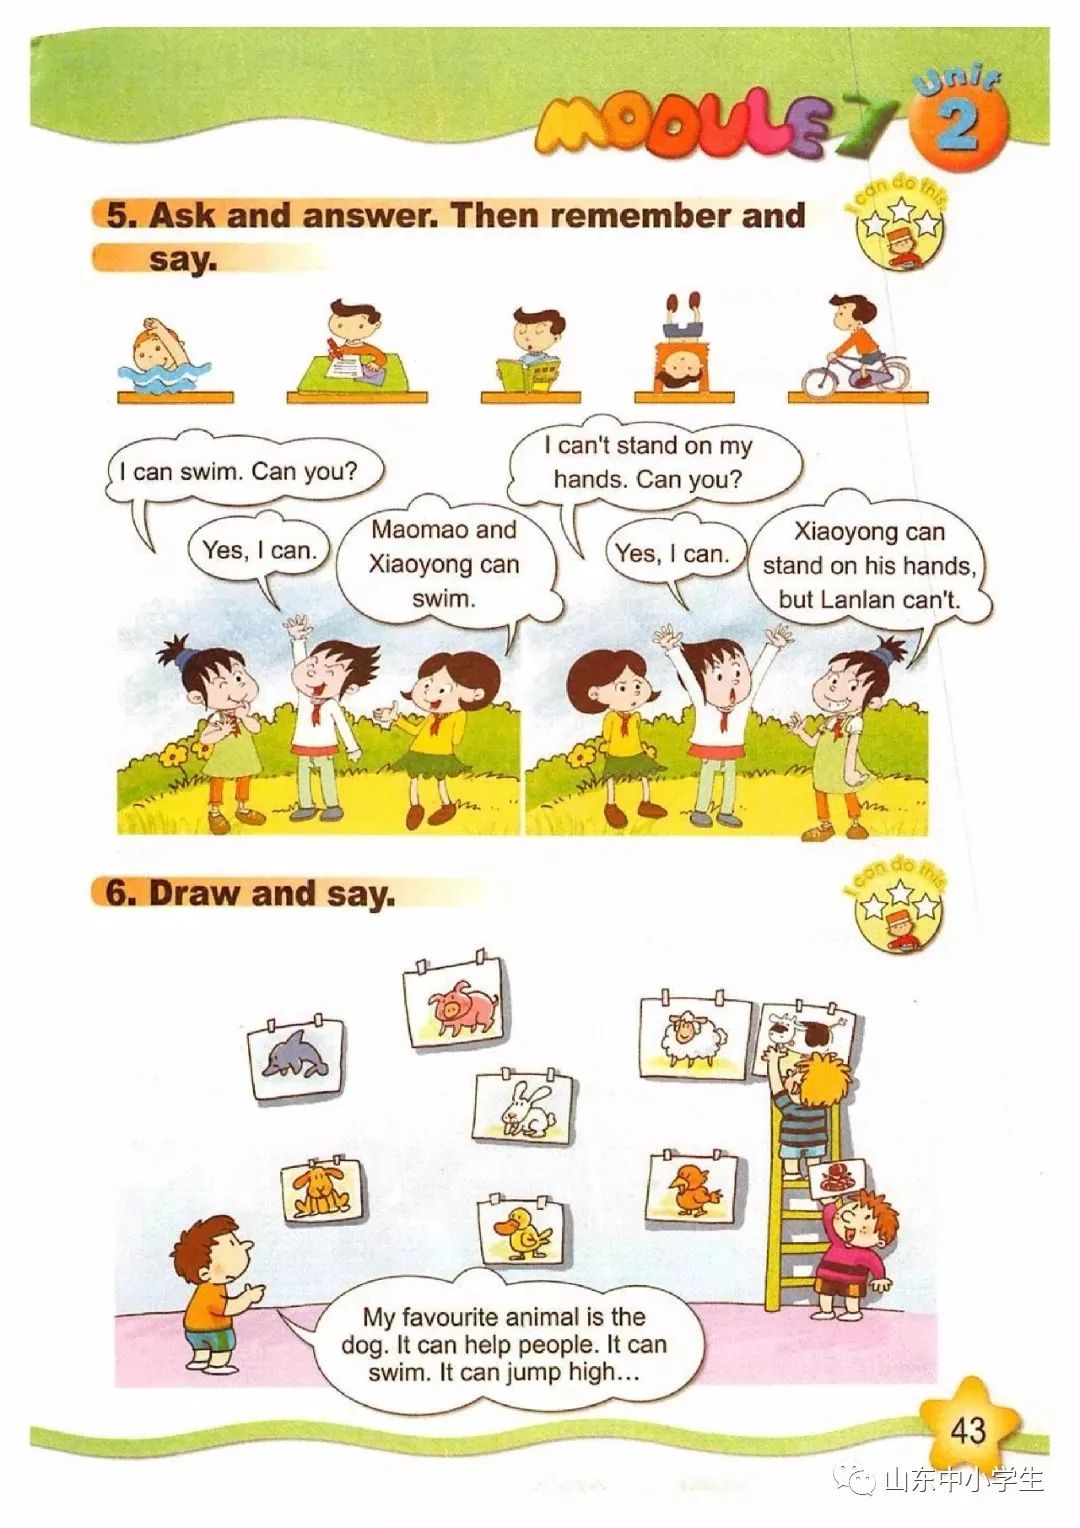 MODULE 7 Unit 2
5. Ask and answer. Then remember and
say.
I can do this.
I can swim. Can you?
Yes, I can.
Maomao and
Xiaoyong can
swim.
I can't stand on my
hands. Can you?
Yes, I can.
Xiaoyong can
stand on his hands,
but Lanlan can't.
6. Draw and say.
I can do this.
My favourite animal is the
dog. It can help people. It can
swim. It can jump high...
43
山东中小学生